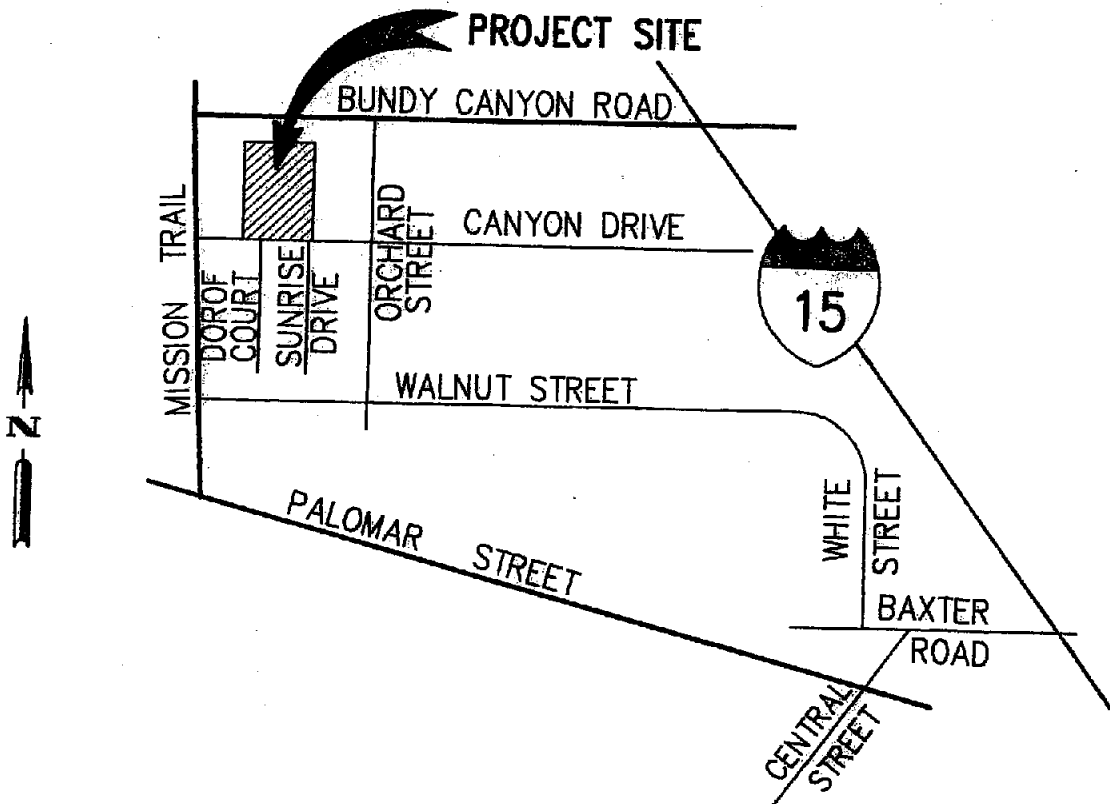 PROJECT SITE
BUNDY CANYON ROAD
MISSION TRAIL
ORCHARD
STREET
CANYON DRIVE
DOROF
COURT
SUNRISE
DRIVE
15
N
WALNUT STREET
WHITE
STREET
PALOMAR STREET
BAXTER
ROAD
CENTRAL
STREET